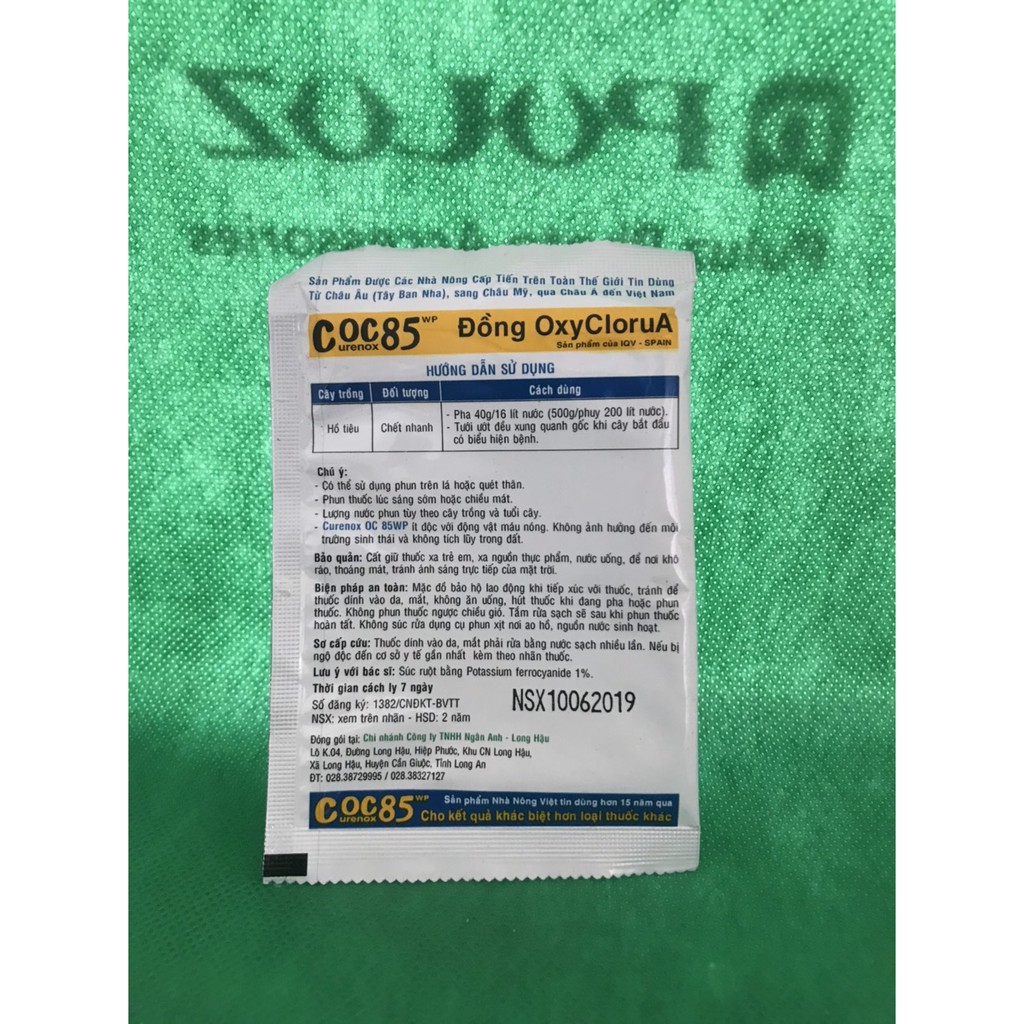 POLOZ
Sản Phẩm Được Các Nhà Nông Cấp Tiến Trên Toàn Thế Giới Tin Dùng
Từ Châu Âu (Tây Ban Nha), sang Châu Mỹ, qua Châu Á đến Việt Nam
Curenox OC85 WP Đồng OxyCloruA
Sản phẩm của IQV - SPAIN
HƯỚNG DẪN SỬ DỤNG
Cây trồng Đối tượng Cách dùng
Hồ tiêu Chết nhanh - Pha 40g/16 lít nước (500g/phuy 200 lít nước).
- Tưới ướt đều xung quanh gốc khi cây bắt đầu
có biểu hiện bệnh.
Chú ý:
- Có thể sử dụng phun trên lá hoặc quét thân.
- Phun thuốc lúc sáng sớm hoặc chiều mát.
- Lượng nước phun tùy theo cây trồng và tuổi cây.
- Curenox OC 85WP ít độc với động vật máu nóng. Không ảnh hưởng đến môi
trường sinh thái và không tích lũy trong đất.
Bảo quản: Cất giữ thuốc xa trẻ em, xa nguồn thực phẩm, nước uống, để nơi khô
ráo, thoáng mát, tránh ánh sáng trực tiếp của mặt trời.
Biện pháp an toàn: Mặc đồ bảo hộ lao động khi tiếp xúc với thuốc, tránh để
thuốc dính vào da, mắt, không ăn uống, hút thuốc khi đang pha hoặc phun
thuốc. Không phun thuốc ngược chiều gió. Tắm rửa sạch sẽ sau khi phun thuốc
hoàn tất. Không súc rửa dụng cụ phun xịt nơi ao hồ, nguồn nước sinh hoạt.
Sơ cấp cứu: Thuốc dính vào da, mắt phải rửa bằng nước sạch nhiều lần. Nếu bị
ngộ độc đến cơ sở y tế gần nhất kèm theo nhãn thuốc.
Lưu ý với bác sĩ: Súc ruột bằng Potassium ferrocyanide 1%.
Thời gian cách ly 7 ngày
Số đăng ký: 1382/CNĐKT-BVTT
NSX: xem trên nhãn - HSD: 2 năm
NSX10062019
Đóng gói tại: Chi nhánh Công ty TNHH Ngân Anh - Long Hậu
Lô K.04, Đường Long Hậu, Hiệp Phước, Khu CN Long Hậu,
Xã Long Hậu, Huyện Cần Giuộc, Tỉnh Long An
ĐT: 028.38729995 / 028.38327127
Curenox OC85 WP Sản phẩm Nhà Nông Việt tin dùng hơn 15 năm qua
Cho kết quả khác biệt hơn loại thuốc khác